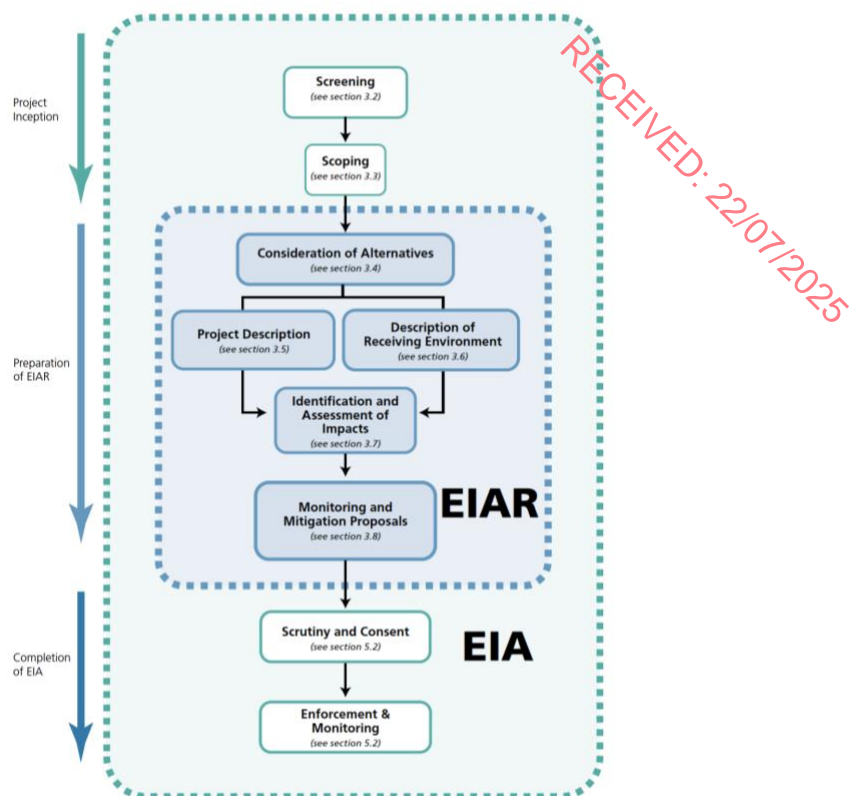 RECEIVED: 22/07/2025
Project
Inception
Screening
(see section 3.2)
Scoping
(see section 3.3)
Preparation
of EIAR
Consideration of Alternatives
(see section 3.4)
Project Description
(see section 3.5)
Description of
Receiving Environment
(see section 3.6)
Identification and
Assessment of
Impacts
(see section 3.7)
Monitoring and
Mitigation Proposals
(see section 3.8)
EIAR
Completion
of EIA
Scrutiny and Consent
(see section 5.2)
EIA
Enforcement &
Monitoring
(see section 5.2)